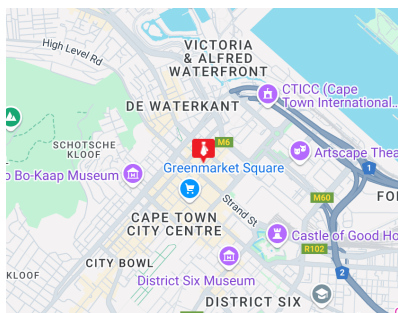 High Level Rd
VICTORIA
& ALFRED
WATERFRONT
CTICC (Cape
Town International...
DE WATERKANT
SCHOTSCHE
KLOOF
M6
Artscape Thea
1
Greenmarket Square
o Bo-Kaap Museum
M60
FO
Strand St
CAPE TOWN
CITY CENTRE
Castle of Good Ho
R102
CITY BOWL
KLOOF
2
District Six Museum
DISTRICT SIX